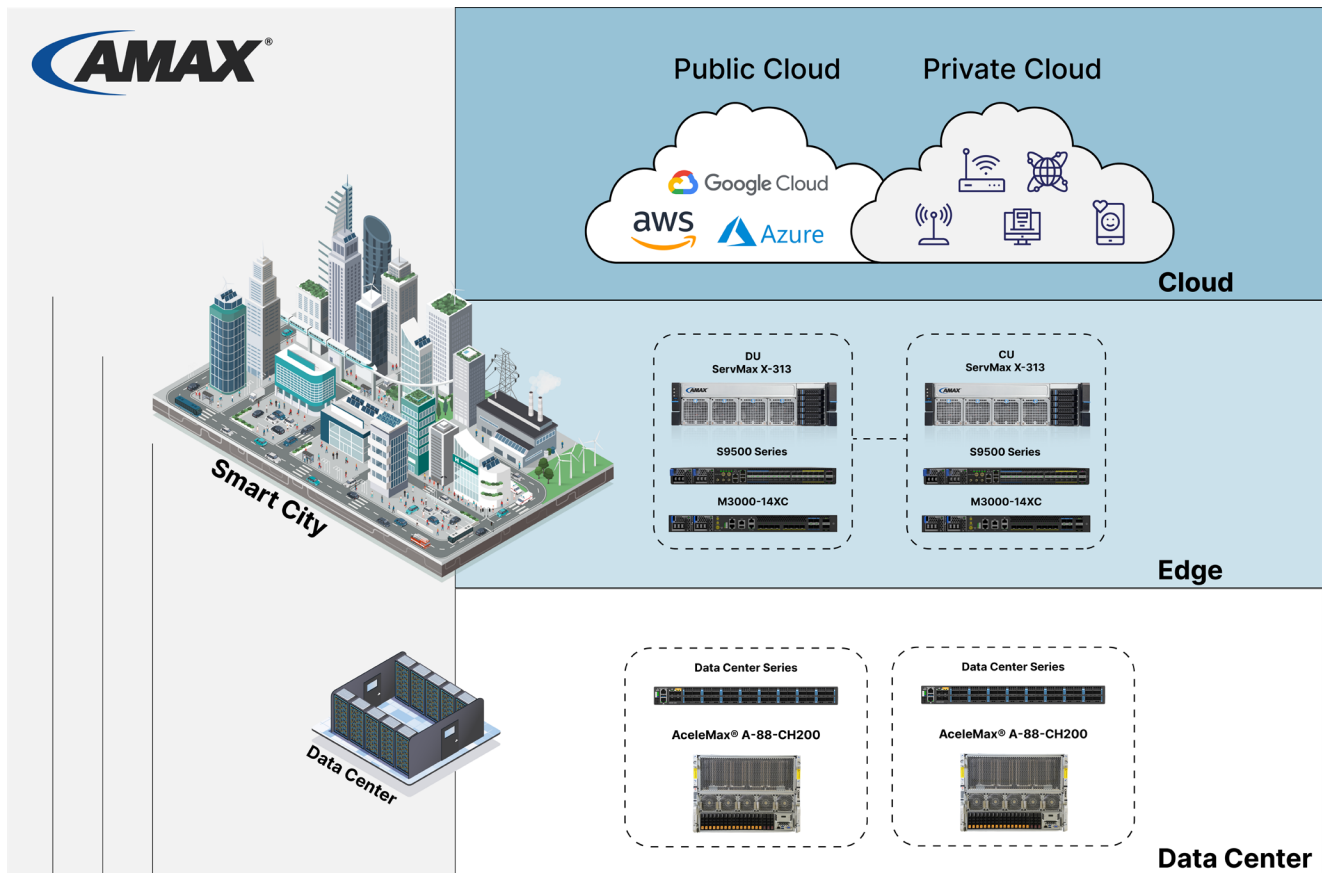 AMAX®
Public Cloud
Private Cloud
Google Cloud
aws
Azure
Cloud
Smart City
DU
ServMax X-313
AMAX
S9500 Series
M3000-14XC
CU
ServMax X-313
AMAX
S9500 Series
M3000-14XC
Edge
Data Center
Data Center Series
AceleMax® A-88-CH200
Data Center Series
AceleMax® A-88-CH200
Data Center